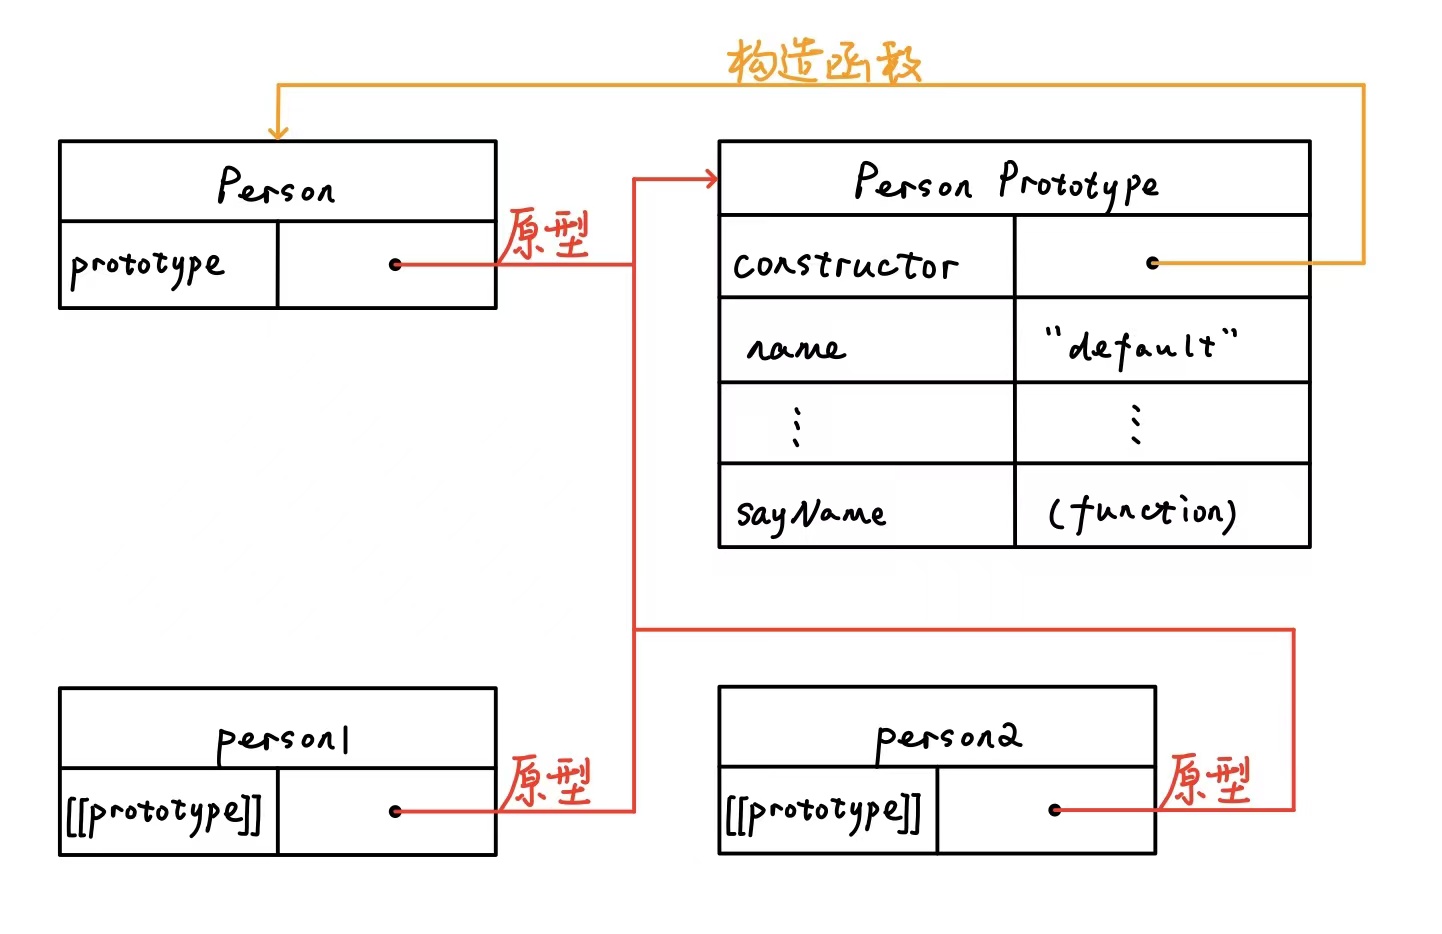 构造函数
Person
prototype
原型
Person Prototype
constructor
name
"default"
⋮
⋮
sayName
(function)
person1
[[prototype]]
原型
person2
[[prototype]]
原型